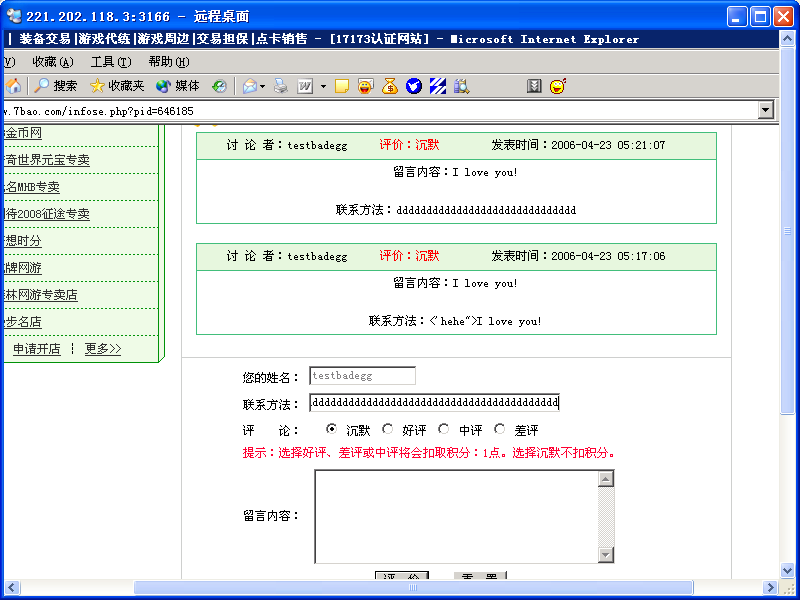 221.202.118.3:3166 - 远程桌面
| 装备交易|游戏代练|游戏周边|交易担保|点卡销售 - [17173认证网站] - Microsoft Internet Explorer
收藏(A) 工具(T) 帮助(H)
搜索 收藏夹 媒体
.7bao.com/infose.php?pid=646185
金币网
奇世界元宝专卖
名MHB专卖
待2008征途专卖
想时分
牌网游
林网游专卖店
步名店
申请开店 ¦ 更多>>
讨 论 者：testbadegg 评价：沉默 发表时间：2006-04-23 05:21:07
留言内容：I love you!
联系方法：dddddddddddddddddddddddddddddd
讨 论 者：testbadegg 评价：沉默 发表时间：2006-04-23 05:17:06
留言内容：I love you!
联系方法：<"hehe">I love you!
您的姓名： testbadegg
联系方法： ddddddddddddddddddddddddddddddddddddddddd
评 论： 沉默 好评 中评 差评
提示：选择好评、差评或中评将会扣取积分：1点。选择沉默不扣积分。
留言内容：
评 价 重 置